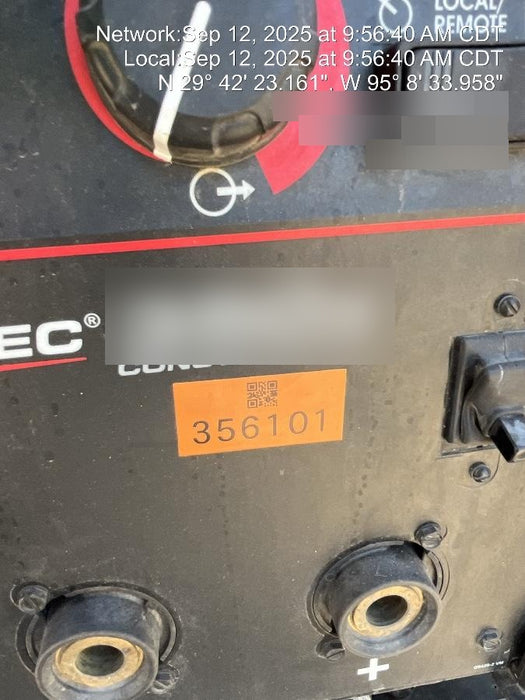 LOCAL/
REMOTE
Network:Sep 12, 2025 at 9:56:40 AM CDT
Local:Sep 12, 2025 at 9:56:40 AM CDT
N 29° 42' 23.161", W 95° 8' 33.958"
EC®
356101
+